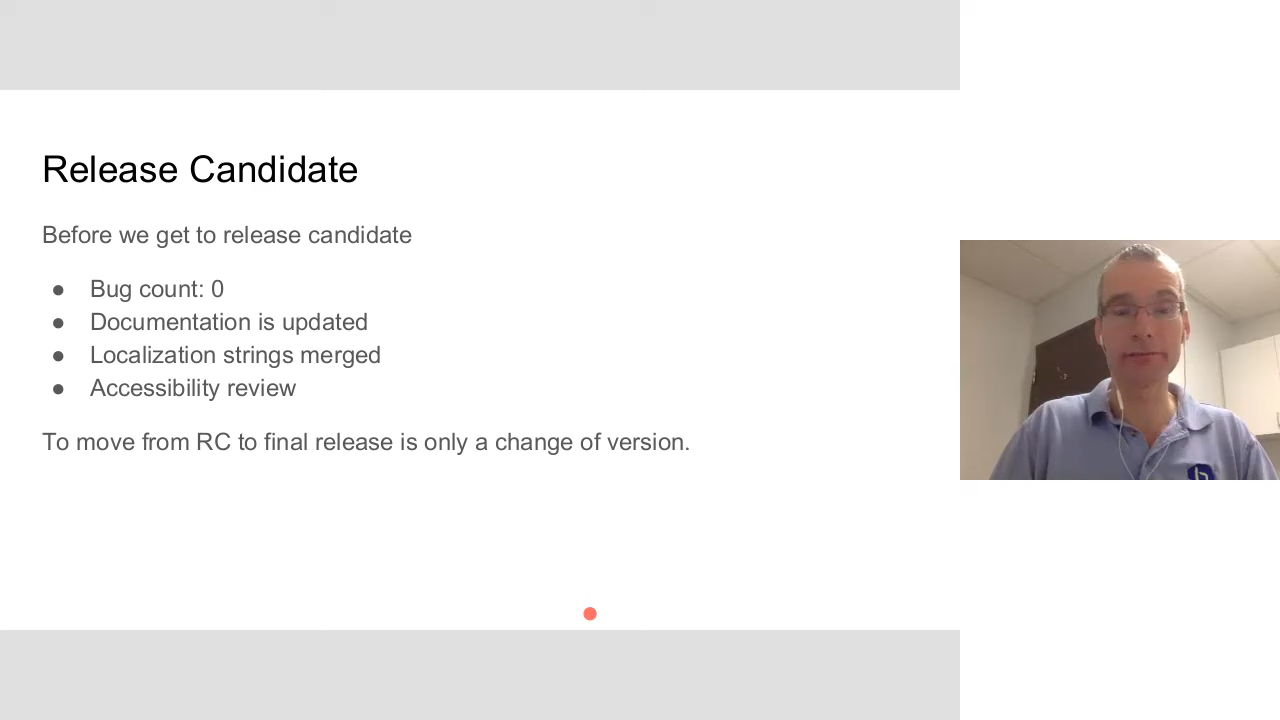 Release Candidate
Before we get to release candidate
● Bug count: 0
● Documentation is updated
● Localization strings merged
● Accessibility review
To move from RC to final release is only a change of version.